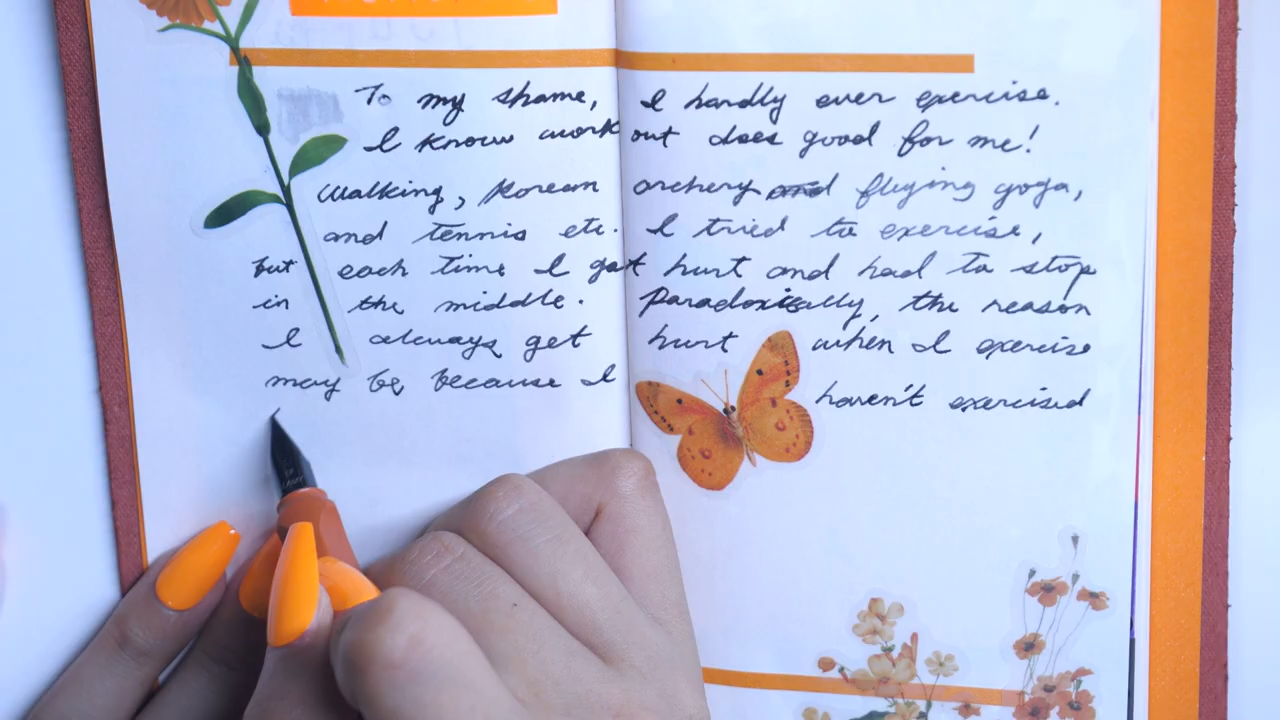 To my shame, I hardly ever exercise.
I know work out does good for me!
Walking, Korean archery and flying yoga,
and tennis etc. I tried to exercise,
but each time I got hurt and had to stop
in the middle. Paradoxically, the reason
I always get hurt when I exercise
may be because I haven't exercised